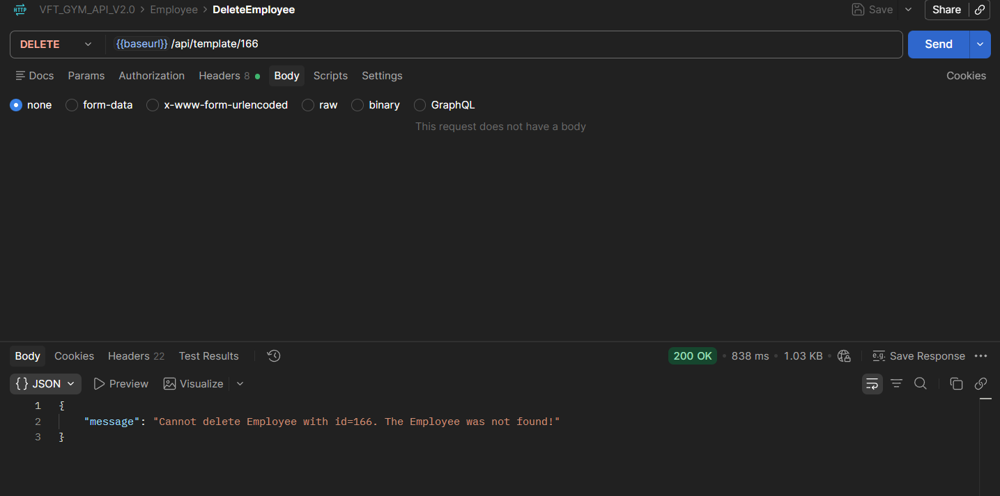 HTTP VFT_GYM_API_V2.0 > Employee > DeleteEmployee Save Share
DELETE {{baseurl}} /api/template/166 Send
Docs Params Authorization Headers 8 Body Scripts Settings Cookies
none form-data x-www-form-urlencoded raw binary GraphQL
This request does not have a body
Body Cookies Headers 22 Test Results 200 OK • 838 ms • 1.03 KB • e.g. Save Response
{} JSON Preview Visualize
1 {
2 "message": "Cannot delete Employee with id=166. The Employee was not found!"
3 }